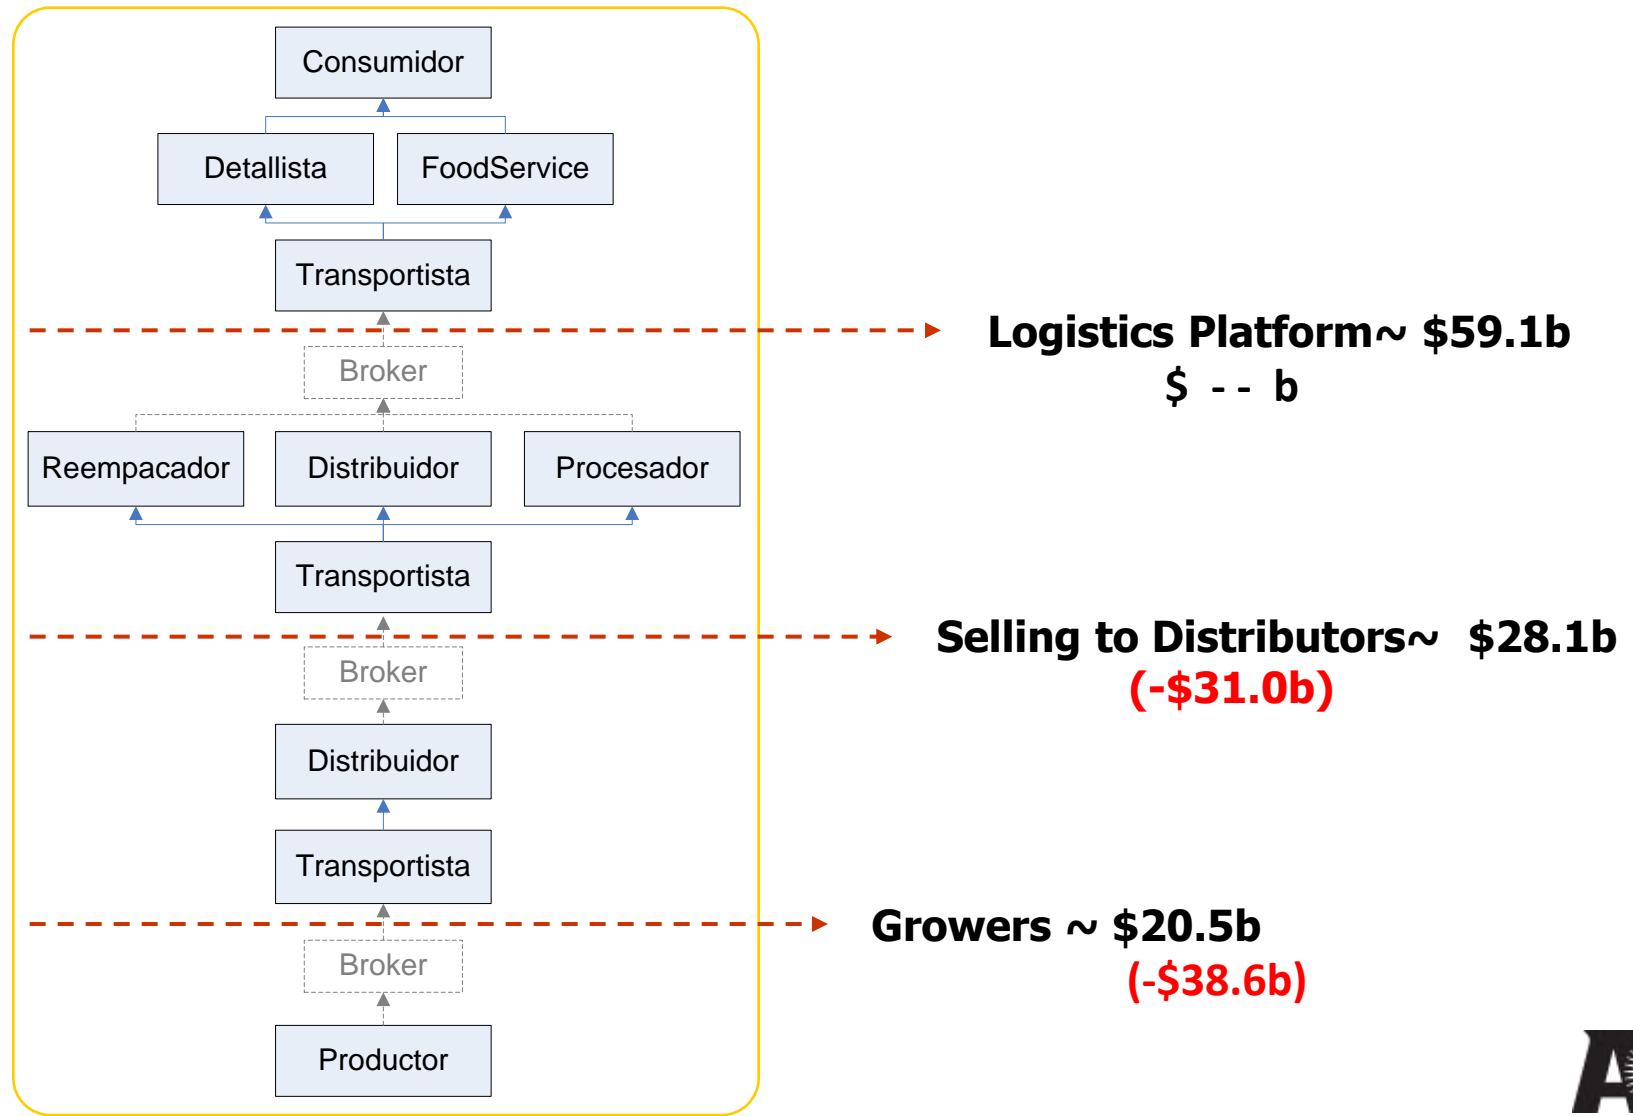 Consumidor
Detallista
FoodService
Transportista
Logistics Platform~ $59.1b
$ -- b
Broker
Reempacador
Distribuidor
Procesador
Transportista
Selling to Distributors~ $28.1b
(-$31.0b)
Broker
Distribuidor
Transportista
Growers ~ $20.5b
(-$38.6b)
Broker
Productor
A